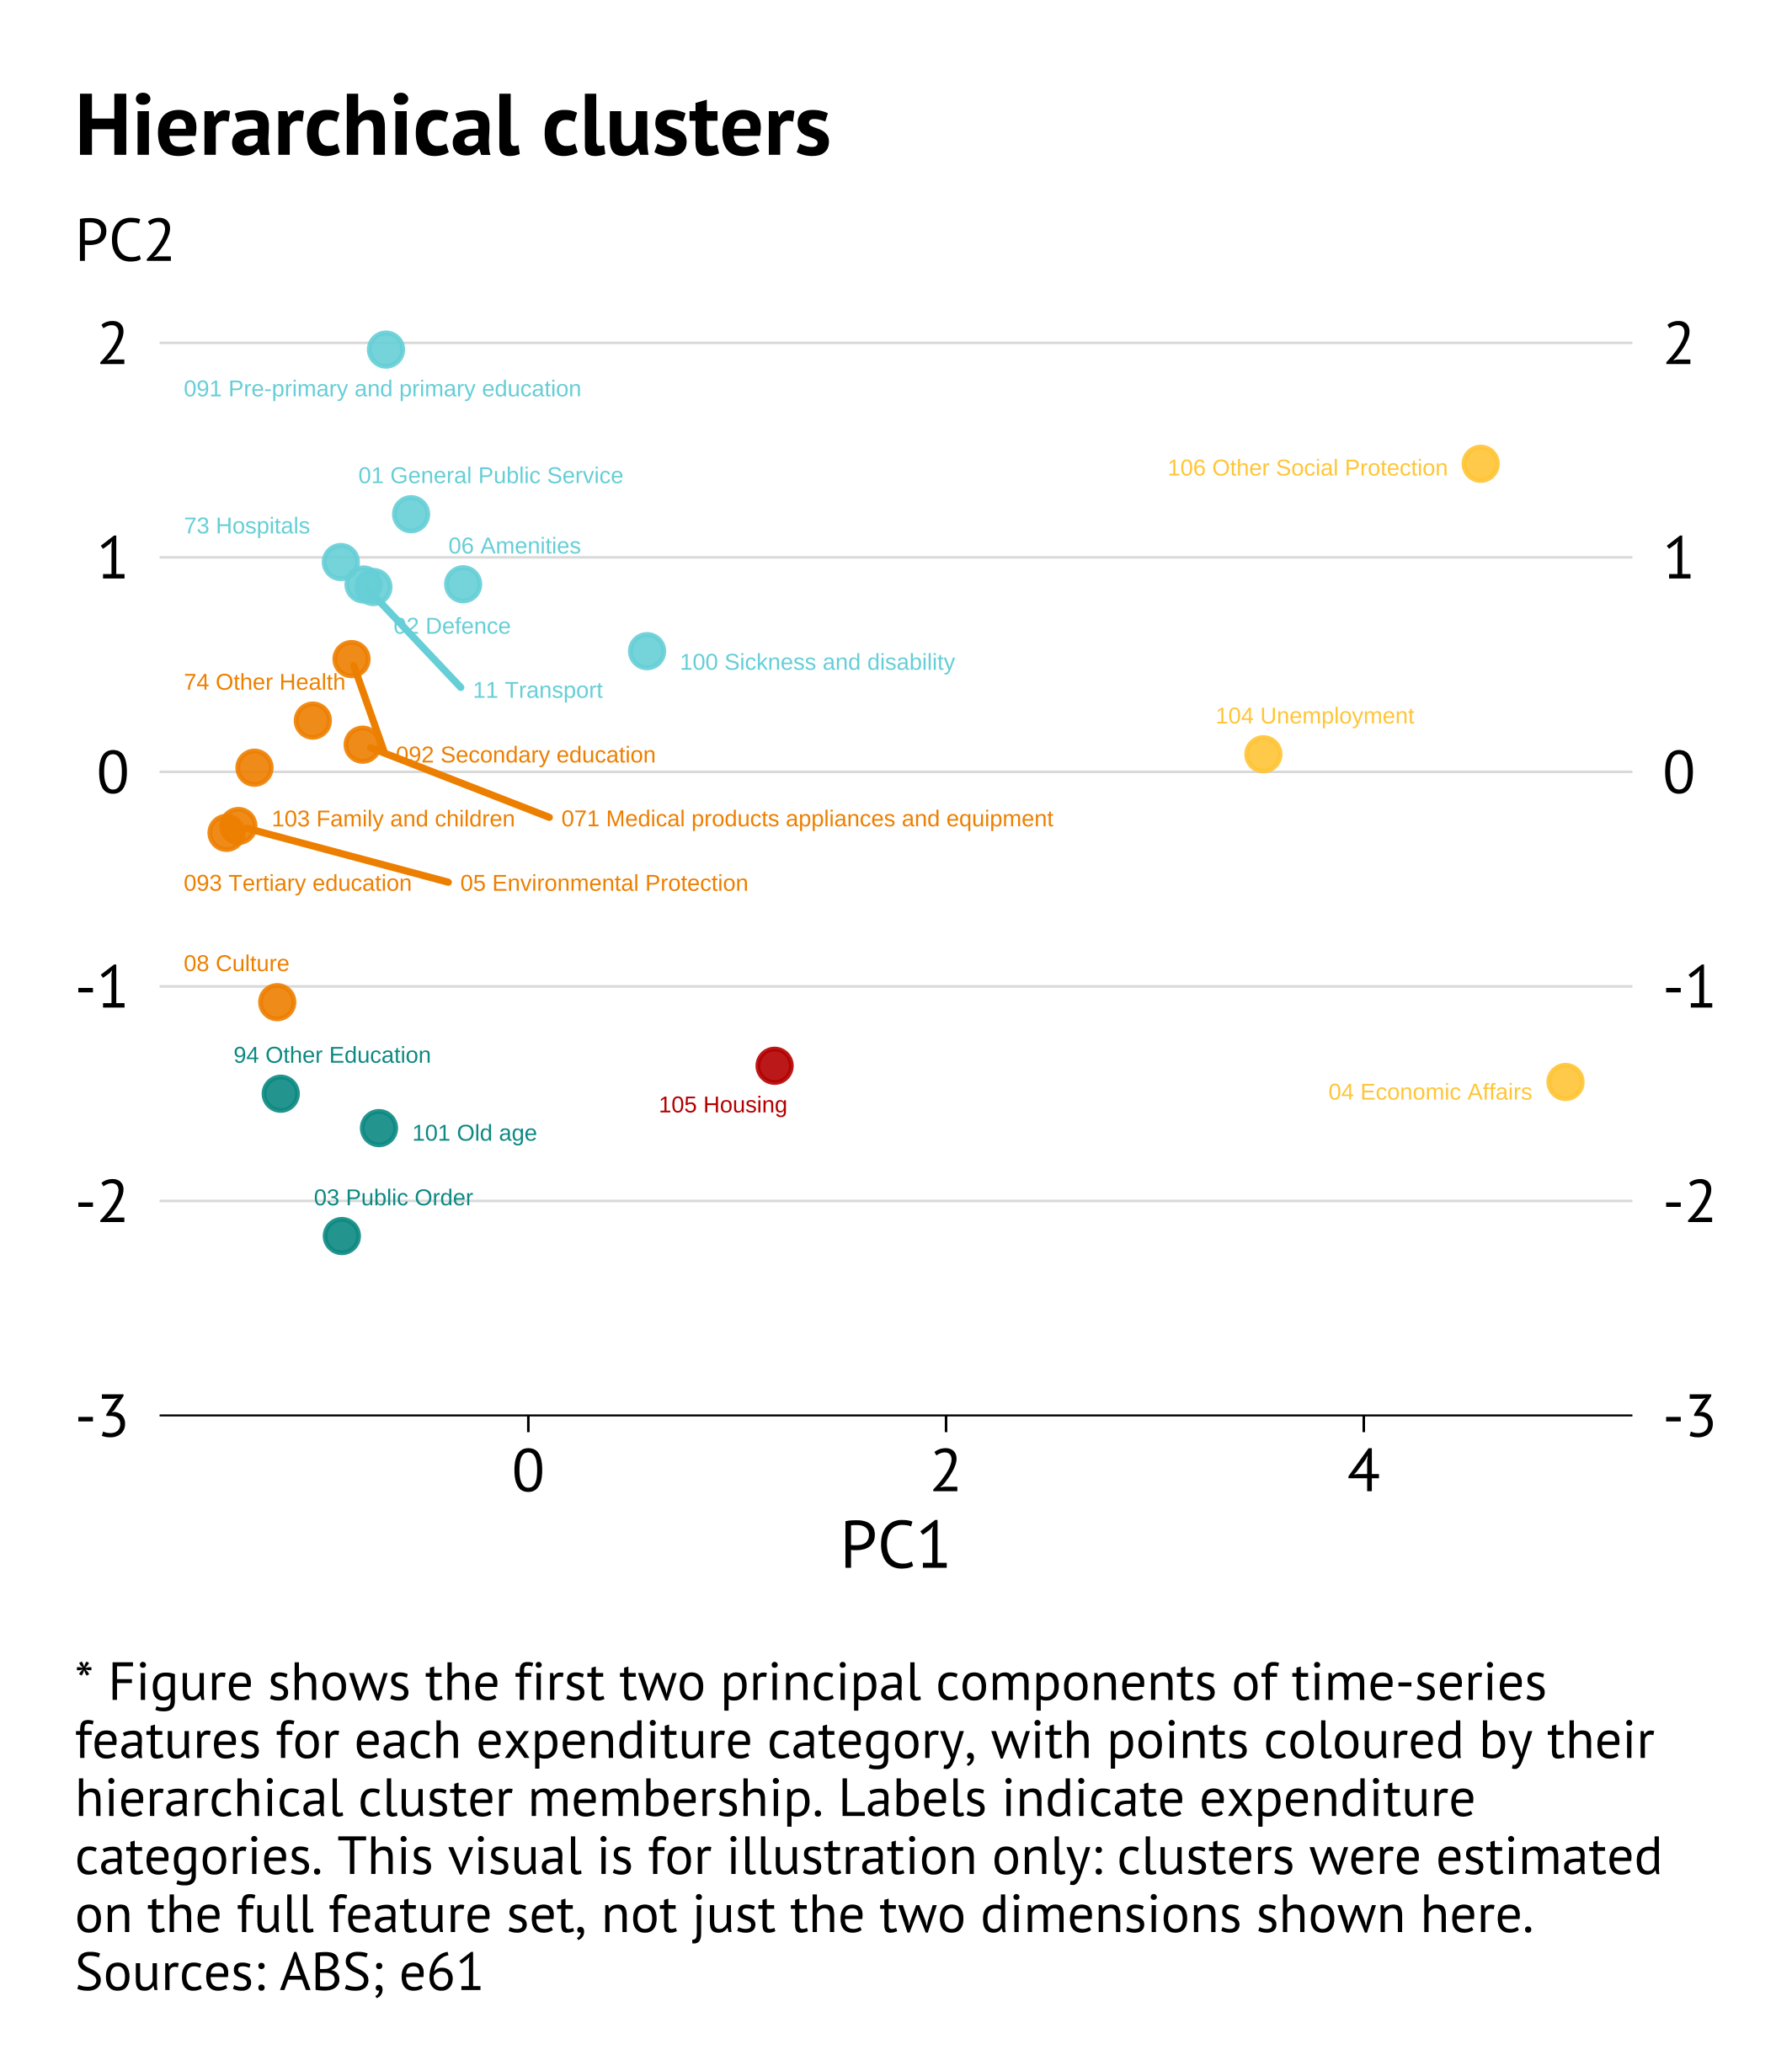 Hierarchical clusters
PC2
2
2
091 Pre-primary and primary education
106 Other Social Protection
01 General Public Service
73 Hospitals
06 Amenities
1
1
02 Defence
100 Sickness and disability
74 Other Health
11 Transport
104 Unemployment
092 Secondary education
0
0
103 Family and children
071 Medical products appliances and equipment
093 Tertiary education
05 Environmental Protection
08 Culture
-1
-1
94 Other Education
04 Economic Affairs
105 Housing
101 Old age
03 Public Order
-2
-2
-3
-3
0
2
4
PC1
* Figure shows the first two principal components of time-series
features for each expenditure category, with points coloured by their
hierarchical cluster membership. Labels indicate expenditure
categories. This visual is for illustration only: clusters were estimated
on the full feature set, not just the two dimensions shown here.
Sources: ABS; e61